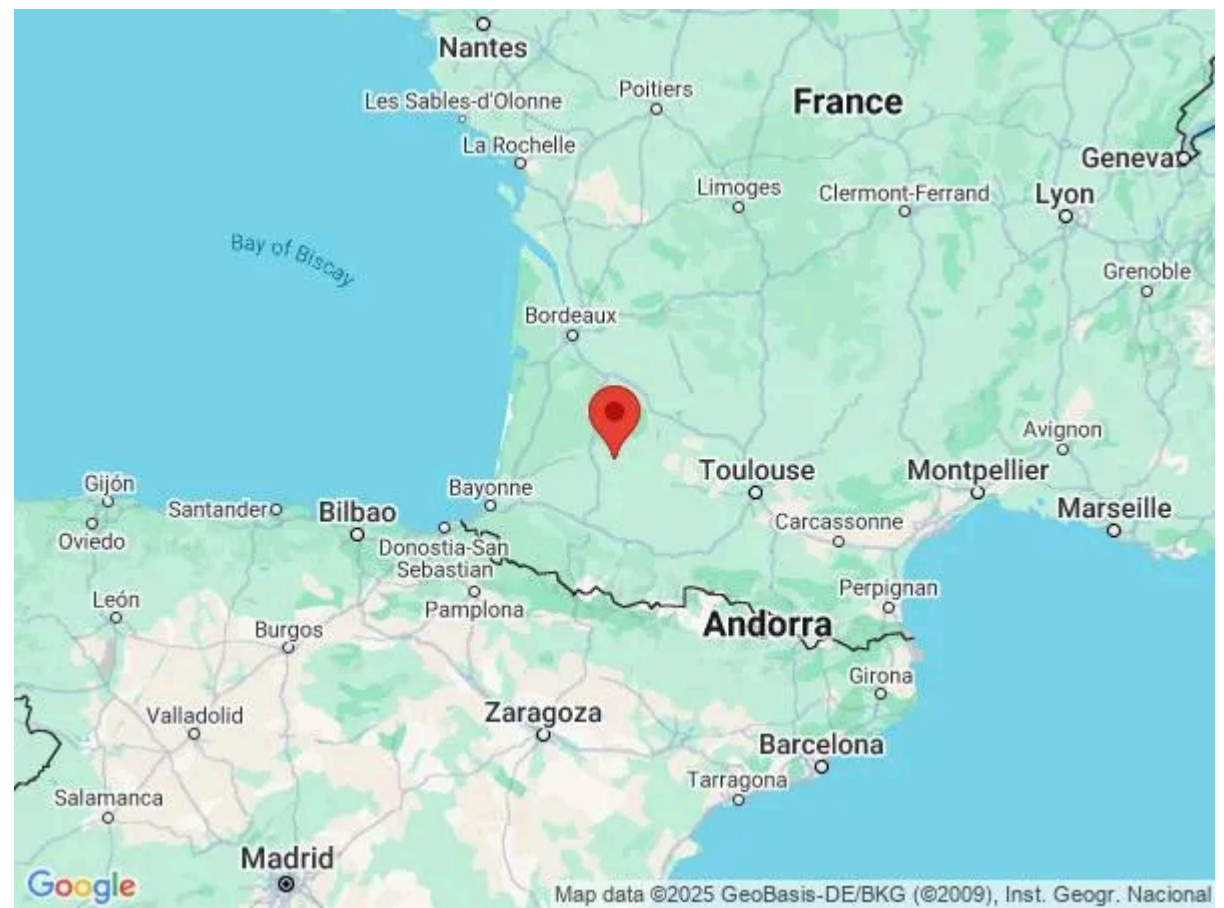 Nantes
Les Sables-d'Olonne
Poitiers
France
La Rochelle
Geneva
Limoges
Clermont-Ferrand
Lyon
Bay of Biscay
Grenoble
Bordeaux
Avignon
Toulouse
Montpellier
Gijón
Santander
Bilbao
Bayonne
Marseille
Oviedo
Donostia-San
Sebastian
Carcassonne
León
Pamplona
Perpignan
Burgos
Andorra
Girona
Valladolid
Zaragoza
Barcelona
Tarragona
Salamanca
Madrid
Google
Map data ©2025 GeoBasis-DE/BKG (©2009), Inst. Geogr. Nacional